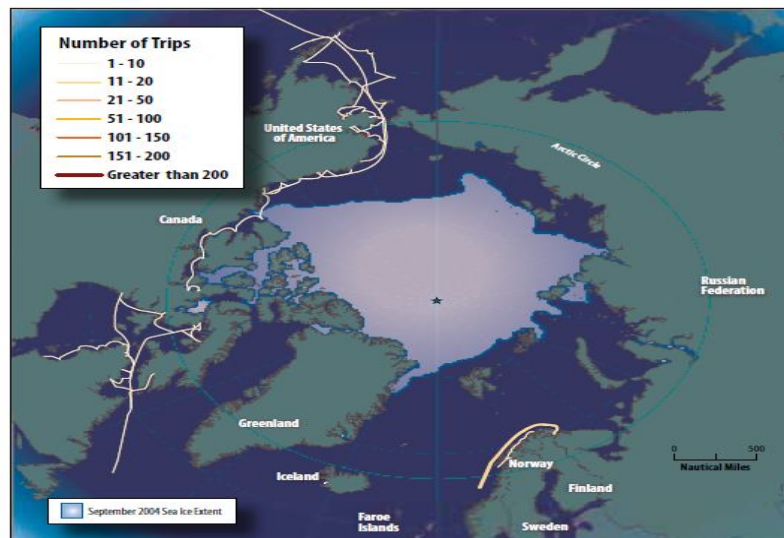 Number of Trips
1 - 10
11 - 20
21 - 50
51 - 100
101 - 150
151 - 200
Greater than 200
United States
of America
Arctic Circle
Canada
Russian
Federation
Greenland
Iceland
Norway
0 500
Nautical Miles
Finland
September 2004 Sea Ice Extent
Faroe
Islands
Sweden